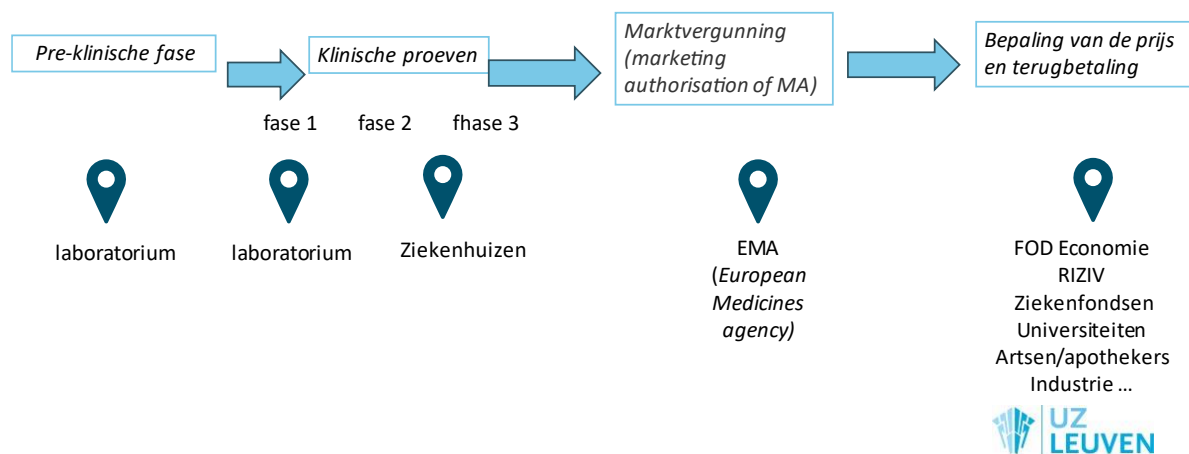 Pre-klinische fase
Klinische proeven
Marktvergunning
(marketing
authorisation of MA)
Bepaling van de prijs
en terugbetaling
fase 1
fase 2
fhase 3
laboratorium
laboratorium
Ziekenhuizen
EMA
(European
Medicines
agency)
FOD Economie
RIZIV
Ziekenfondsen
Universiteiten
Artsen/apothekers
Industrie ...
UZ
LEUVEN